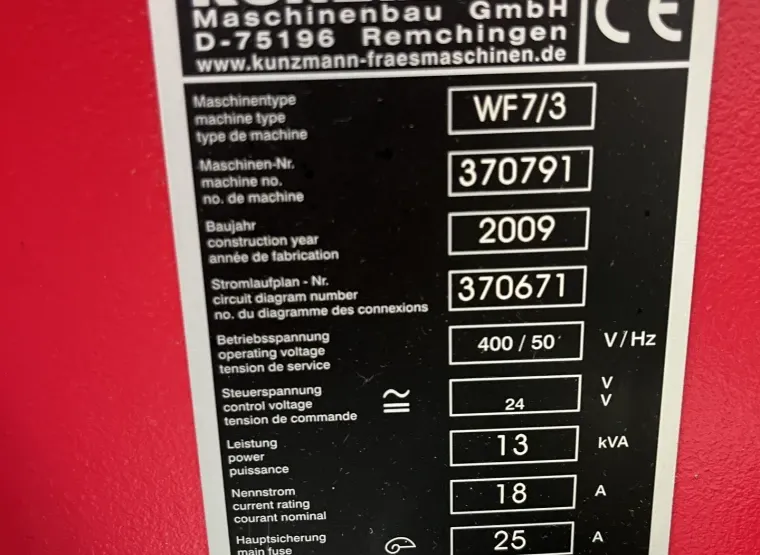 Maschinenbau GmbH
D-75196 Remchingen
www.kunzmann-fraesmaschinen.de
CE
Maschinentype
machine type
type de machine
WF7/3
Maschinen-Nr.
machine no.
no. de machine
370791
Baujahr
construction year
année de fabrication
2009
Stromlaufplan - Nr.
circuit diagram number
no. du diagramme des connexions
370671
Betriebsspannung
operating voltage
tension de service
400 / 50
V/Hz
Steuerspannung
control voltage
tension de commande
≅
24
V
V
Leistung
power
puissance
13
kVA
Nennstrom
current rating
courant nominal
18
A
Hauptsicherung
main fuse
25
A